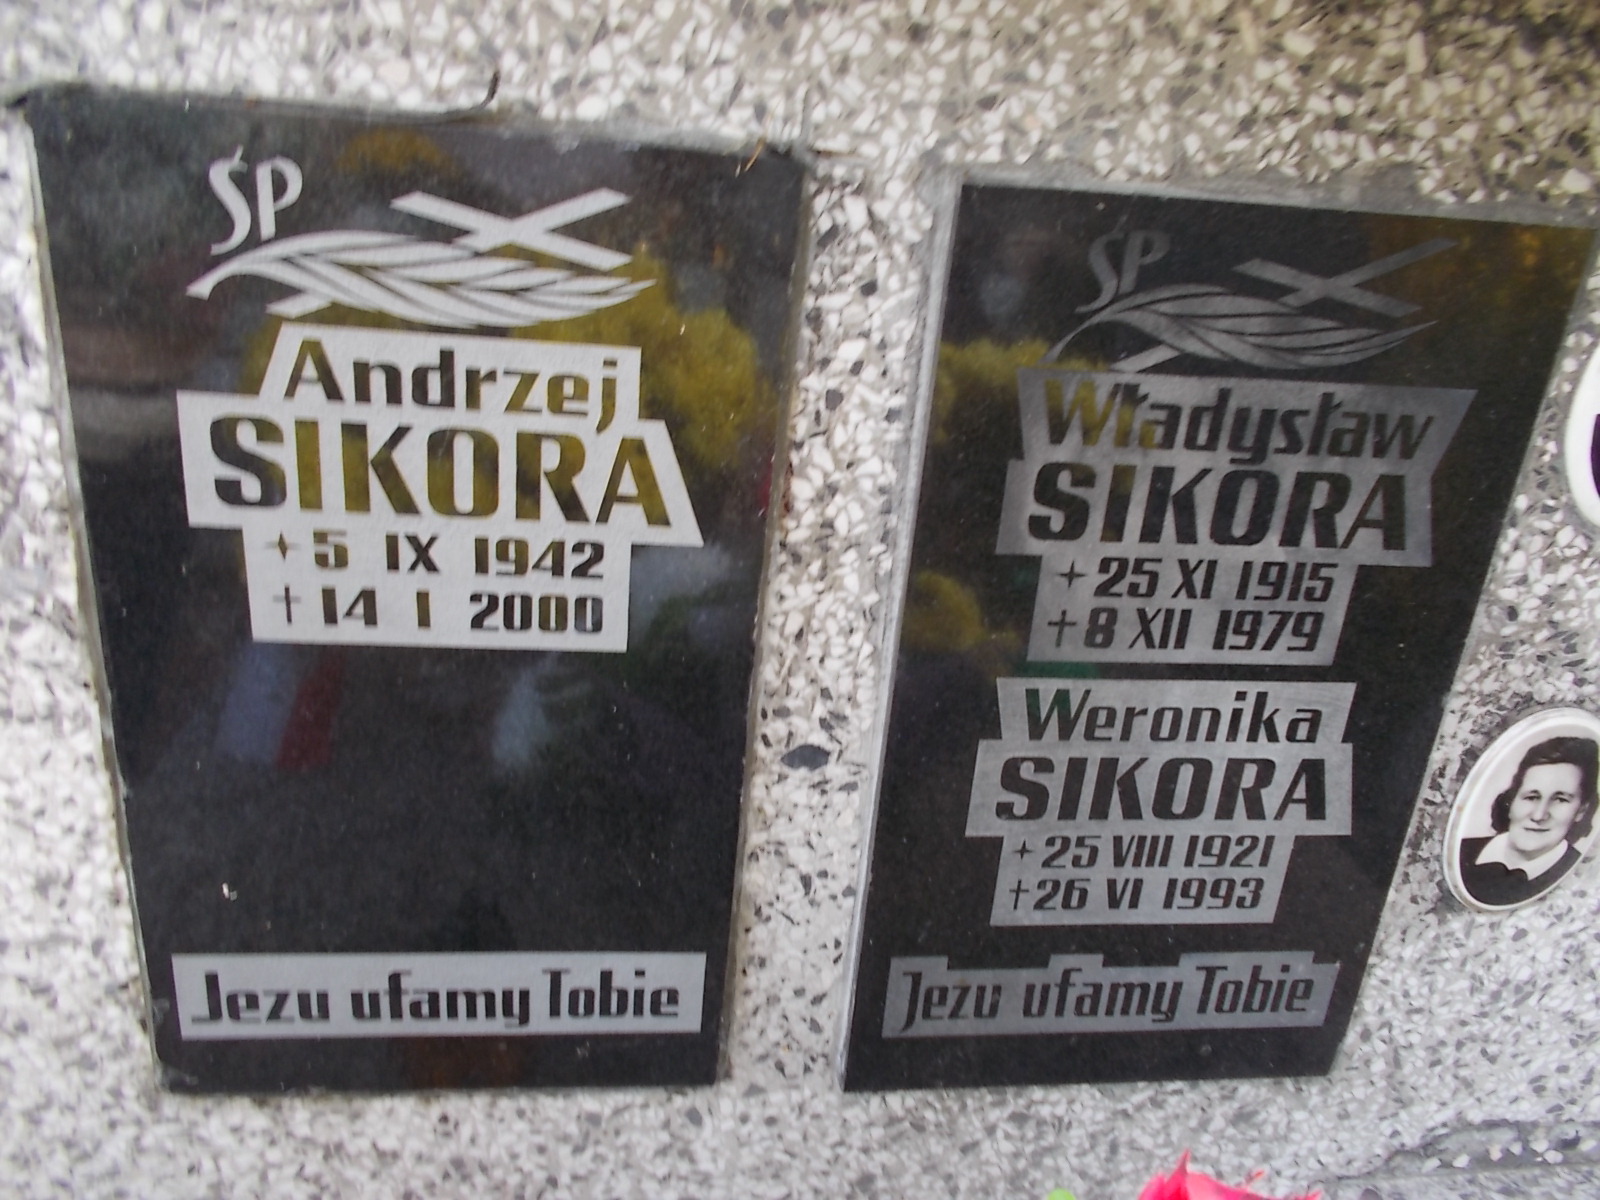 ŚP
Andrzej
SIKORA
5 IX 1942
† 14 I 2000
Jezu ufamy Tobie
ŚP
Władysław
SIKORA
25 XI 1915
† 8 XII 1979
Weronika
SIKORA
25 VIII 1921
† 26 VI 1993
Jezu ufamy Tobie